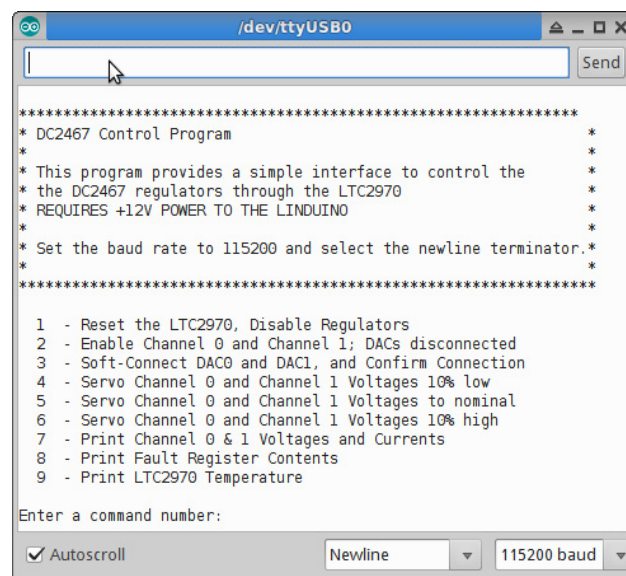 /dev/ttyUSB0
Send
***************************************************************
* DC2467 Control Program                                        *
*                                                               *
* This program provides a simple interface to control the       *
* the DC2467 regulators through the LTC2970                     *
* REQUIRES +12V POWER TO THE LINDUINO                           *
*                                                               *
* Set the baud rate to 115200 and select the newline terminator.*
*                                                               *
*****************************************************************
1  - Reset the LTC2970, Disable Regulators
2  - Enable Channel 0 and Channel 1; DACs disconnected
3  - Soft-Connect DAC0 and DAC1, and Confirm Connection
4  - Servo Channel 0 and Channel 1 Voltages 10% low
5  - Servo Channel 0 and Channel 1 Voltages to nominal
6  - Servo Channel 0 and Channel 1 Voltages 10% high
7  - Print Channel 0 & 1 Voltages and Currents
8  - Print Fault Register Contents
9  - Print LTC2970 Temperature
Enter a command number:
Autoscroll
Newline
115200 baud